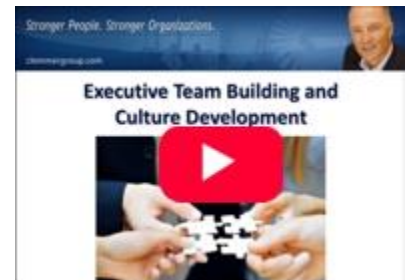 Stronger People. Stronger Organizations.
clemmergroup.com
Executive Team Building and
Culture Development